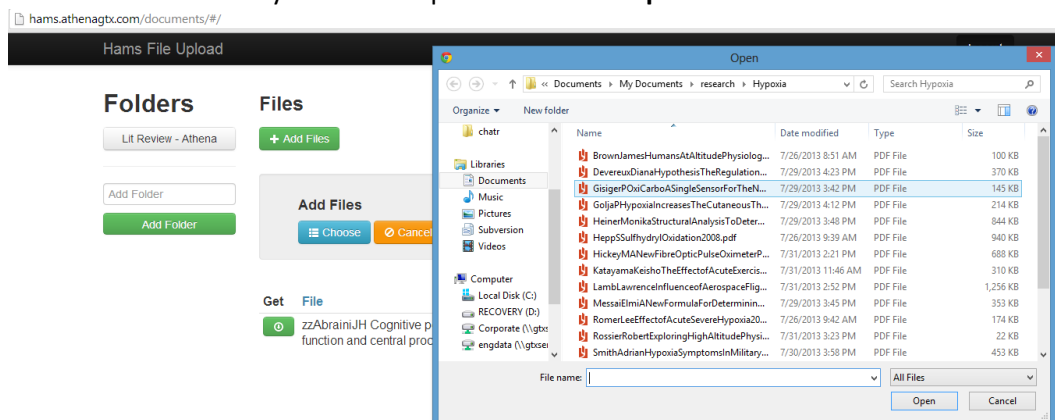 hams.athenagtx.com/documents/#/
Hams File Upload
Folders
Lit Review - Athena
Add Folder
Add Folder
Files
+ Add Files
Add Files
Choose
Cancel
Get File
zzAbrainiJH Cognitive p
function and central proc
Open
« Documents ▸ My Documents ▸ research ▸ Hypoxia
Search Hypoxia
Organize New folder
chatr
Libraries
Documents
Music
Pictures
Subversion
Videos
Computer
Local Disk (C:)
RECOVERY (D:)
Corporate (\\gtxs
engdata (\\gtxser
Name Date modified Type Size
BrownJamesHumansAtAltitudePhysiolog... 7/26/2013 8:51 AM PDF File 100 KB
DevereuxDianaHypothesisTheRegulation... 7/29/2013 4:23 PM PDF File 370 KB
GisigerPOxiCarboASingleSensorForTheN... 7/29/2013 3:42 PM PDF File 145 KB
GoljaPHypoxiaIncreasesTheCutaneousTh... 7/29/2013 4:12 PM PDF File 214 KB
HeinerMonikaStructuralAnalysisToDeter... 7/29/2013 3:48 PM PDF File 844 KB
HeppSSulfhydrylOxidation2008.pdf 7/26/2013 9:39 AM PDF File 940 KB
HickeyMANewFibreOpticPulseOximeterP... 7/31/2013 2:21 PM PDF File 688 KB
KatayamaKeishoTheEffectofAcuteExercis... 7/31/2013 11:46 AM PDF File 310 KB
LambLawrenceInfluenceofAerospaceFlig... 7/31/2013 2:52 PM PDF File 1,256 KB
MessaiElmiANewFormulaForDeterminin... 7/29/2013 3:45 PM PDF File 353 KB
RomerLeeEffectofAcuteSevereHypoxia20... 7/26/2013 9:42 AM PDF File 174 KB
RossierRobertExploringHighAltitudePhysi... 7/31/2013 3:23 PM PDF File 22 KB
SmithAdrianHypoxiaSymptomsInMilitary... 7/30/2013 3:58 PM PDF File 453 KB
File name: All Files
Open Cancel